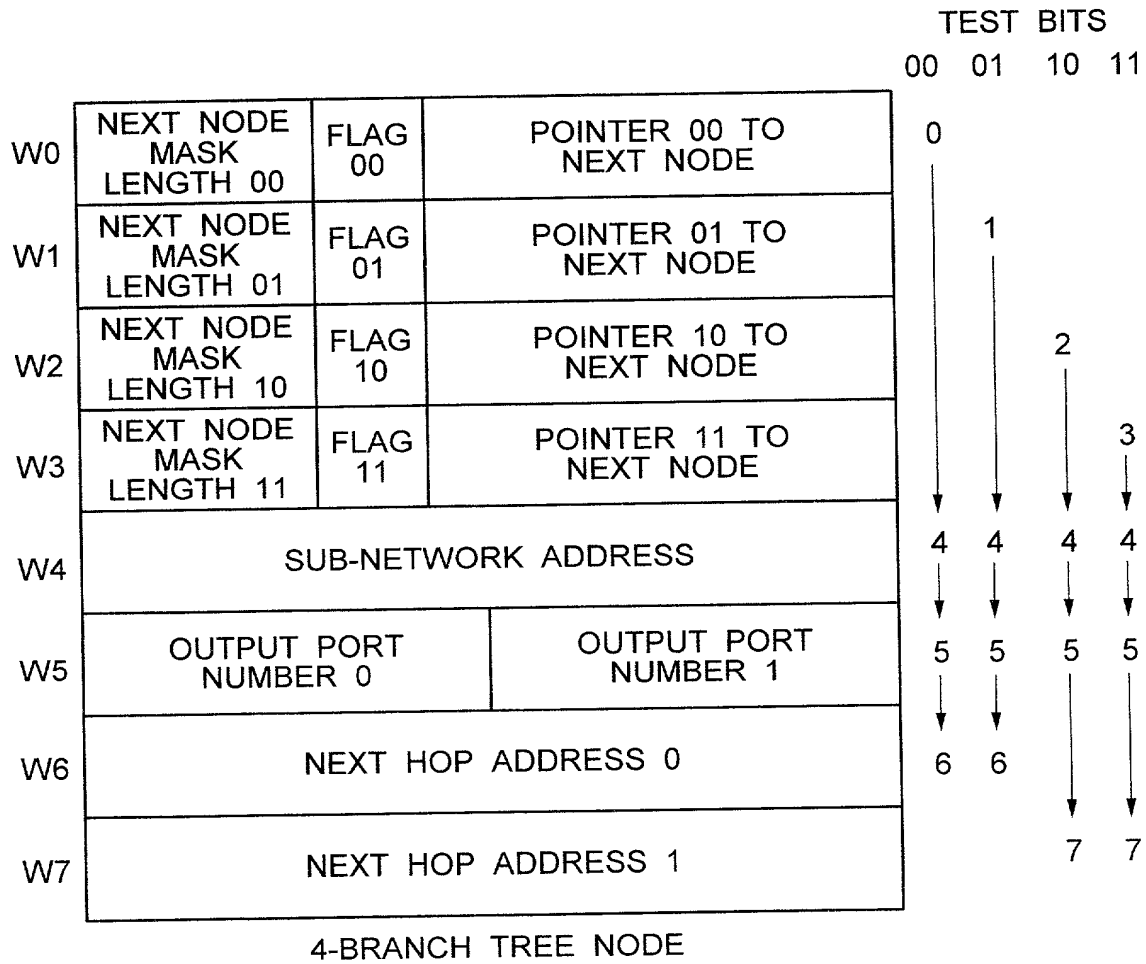 TEST BITS
00 01 10 11
W0
NEXT NODE
MASK
LENGTH 00
FLAG
00
POINTER 00 TO
NEXT NODE
0
W1
NEXT NODE
MASK
LENGTH 01
FLAG
01
POINTER 01 TO
NEXT NODE
1
W2
NEXT NODE
MASK
LENGTH 10
FLAG
10
POINTER 10 TO
NEXT NODE
2
W3
NEXT NODE
MASK
LENGTH 11
FLAG
11
POINTER 11 TO
NEXT NODE
3
W4
SUB-NETWORK ADDRESS
4 4 4 4
W5
OUTPUT PORT
NUMBER 0
OUTPUT PORT
NUMBER 1
5 5 5 5
W6
NEXT HOP ADDRESS 0
6 6
W7
NEXT HOP ADDRESS 1
7 7
4-BRANCH TREE NODE